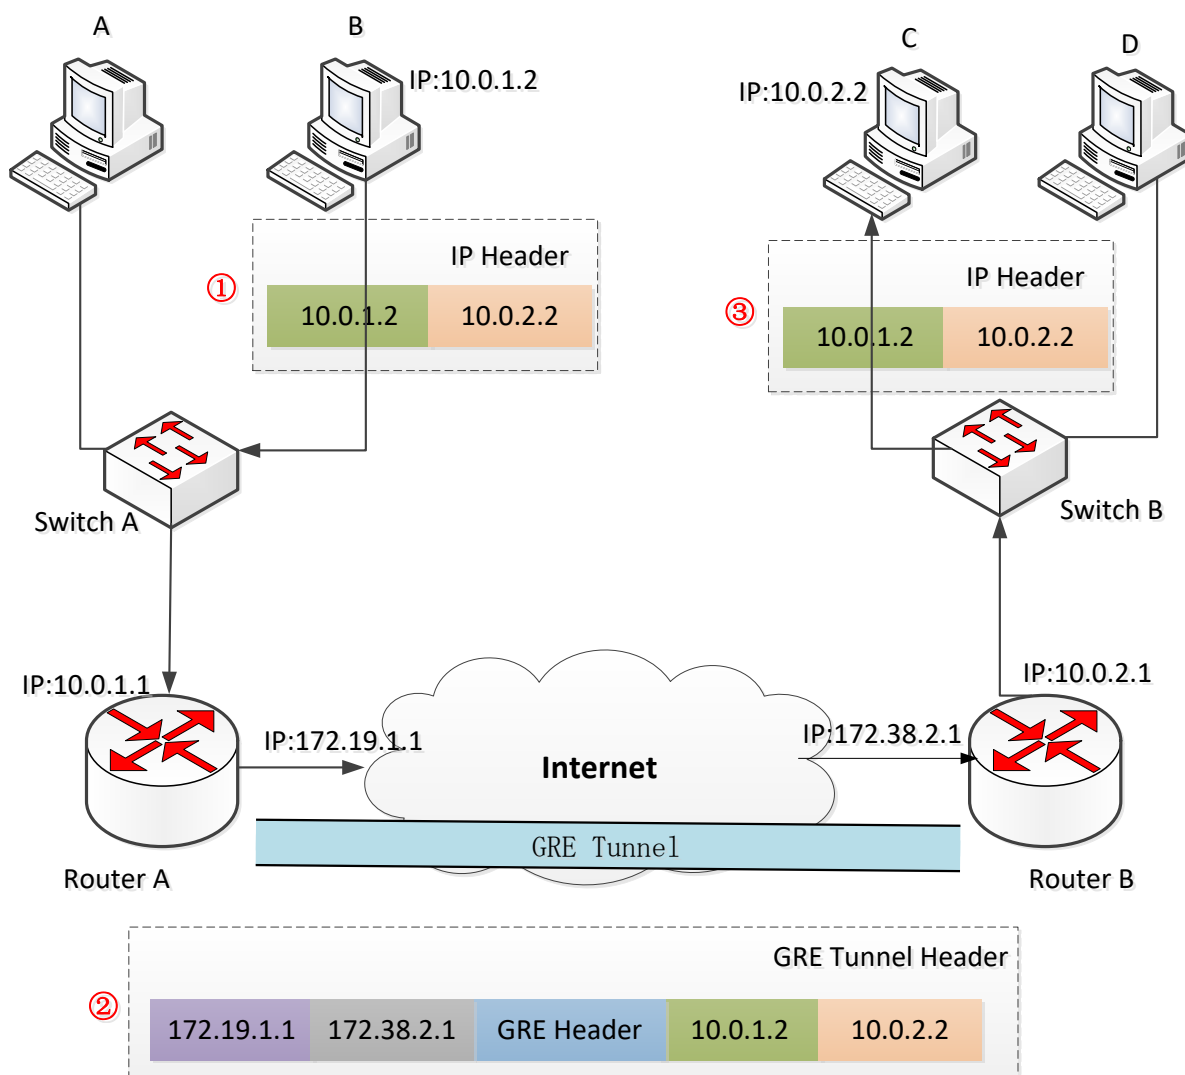 A
B
C
D
IP:10.0.1.2
IP:10.0.2.2
①
IP Header
10.0.1.2 10.0.2.2
③
IP Header
10.0.1.2 10.0.2.2
Switch A
Switch B
IP:10.0.1.1
IP:10.0.2.1
IP:172.19.1.1
IP:172.38.2.1
Internet
GRE Tunnel
Router A
Router B
GRE Tunnel Header
②
172.19.1.1 172.38.2.1 GRE Header 10.0.1.2 10.0.2.2